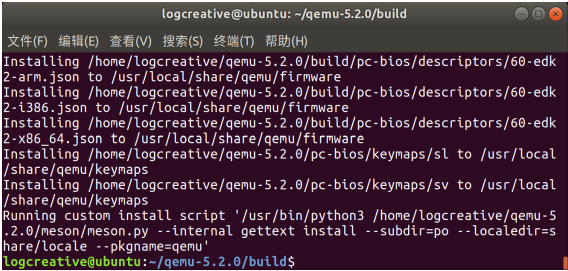 logcreative@ubuntu: ~/qemu-5.2.0/build
文件(F) 编辑(E) 查看(V) 搜索(S) 终端(T) 帮助(H)
Installing /home/logcreative/qemu-5.2.0/build/pc-bios/descriptors/60-edk
2-arm.json to /usr/local/share/qemu/firmware
Installing /home/logcreative/qemu-5.2.0/build/pc-bios/descriptors/60-edk
2-i386.json to /usr/local/share/qemu/firmware
Installing /home/logcreative/qemu-5.2.0/build/pc-bios/descriptors/60-edk
2-x86_64.json to /usr/local/share/qemu/firmware
Installing /home/logcreative/qemu-5.2.0/pc-bios/keymaps/sl to /usr/local
/share/qemu/keymaps
Installing /home/logcreative/qemu-5.2.0/pc-bios/keymaps/sv to /usr/local
/share/qemu/keymaps
Running custom install script '/usr/bin/python3 /home/logcreative/qemu-5
.2.0/meson/meson.py --internal gettext install --subdir=po --localedir=s
hare/locale --pkgname=qemu'
logcreative@ubuntu:~/qemu-5.2.0/build$